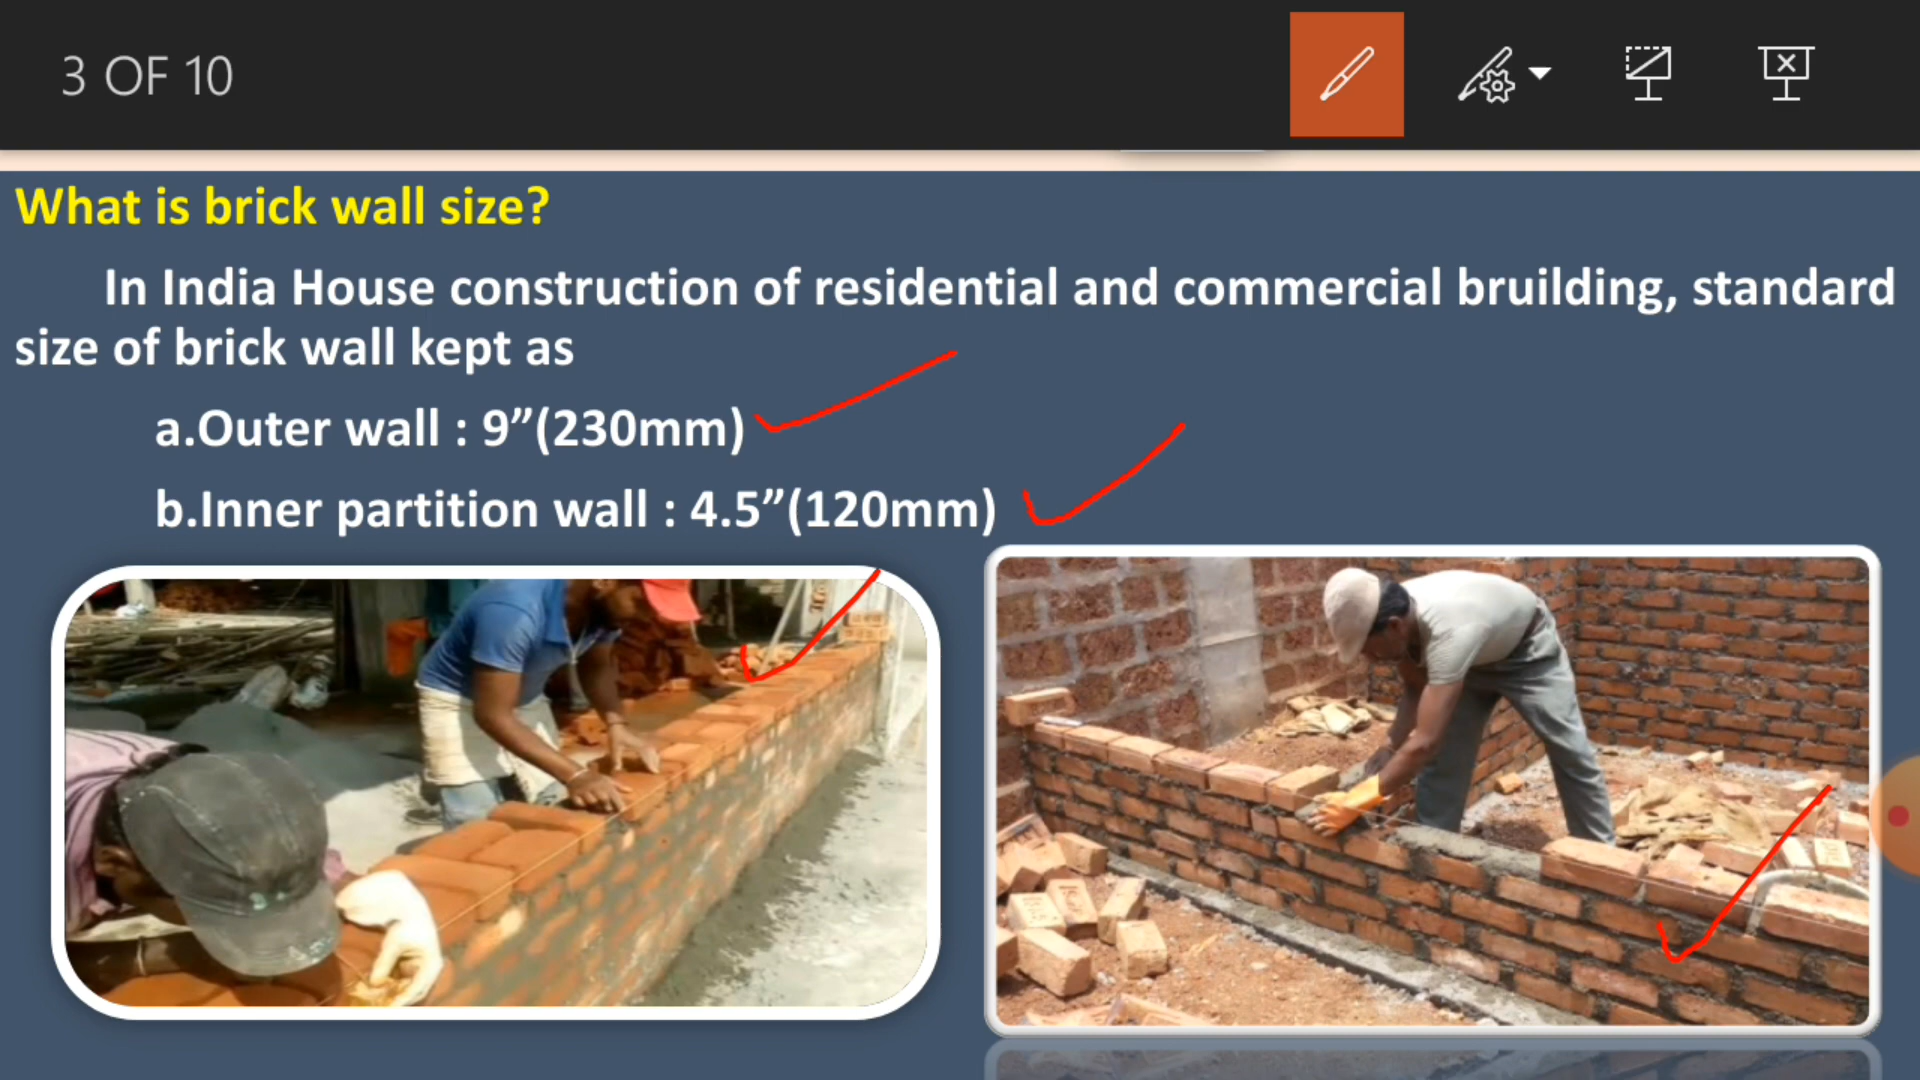 3 OF 10
What is brick wall size?
In India House construction of residential and commercial bruilding, standard
size of brick wall kept as
a.Outer wall : 9”(230mm)
b.Inner partition wall : 4.5”(120mm)